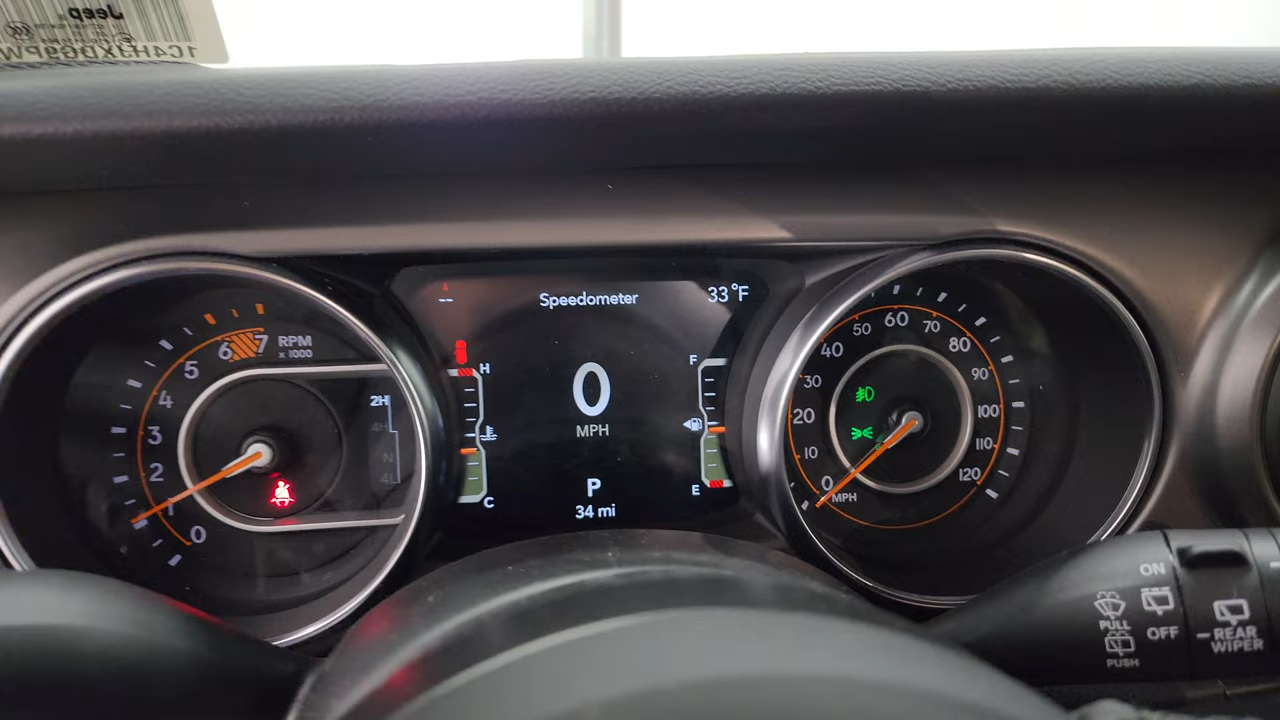 Jeep
1C4HJXDG9PW
Speedometer
33°F
0
MPH
P
34 mi
H
C
F
E
RPM
x 1000
7
6
5
4
3
2
1
0
2H
4H
N
4L
0
10
20
30
40
50
60
70
80
90
100
110
120
MPH
ON
OFF
PULL
PUSH
REAR
WIPER